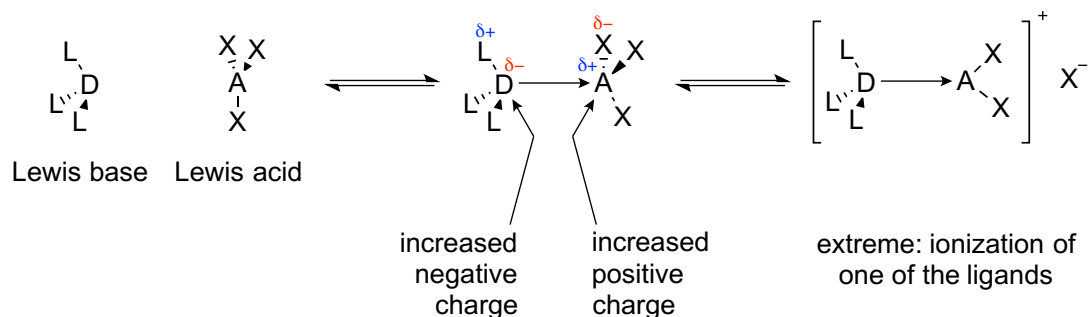 L
D
L
L
Lewis base
X
X
A
X
Lewis acid
δ+
L
D
δ−
L
L
δ−
X
X
δ+
A
X
increased
negative
charge
increased
positive
charge
L
D
L
L
A
X
X
+
X−
extreme: ionization of
one of the ligands